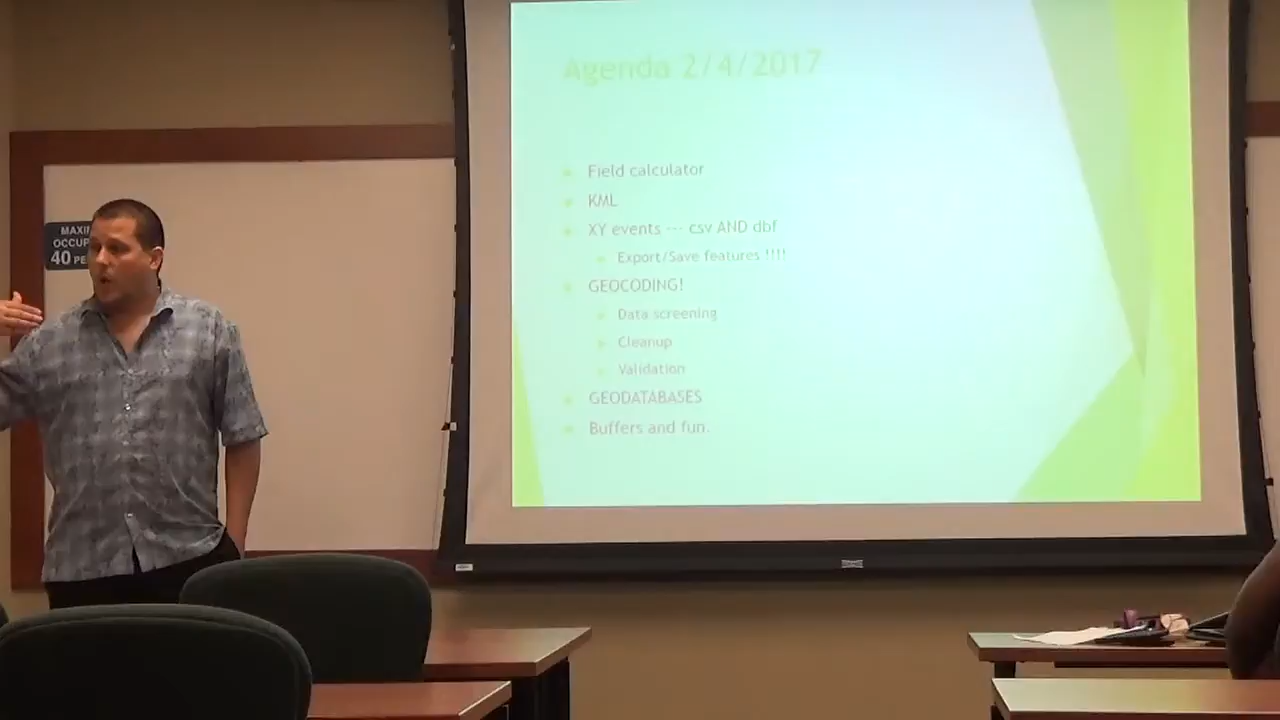 Agenda 2/4/2017
Field calculator
KML
XY events --- csv AND dbf
Export/Save features !!!!
GEOCODING!
Data screening
Cleanup
Validation
GEODATABASES
Buffers and fun.
40